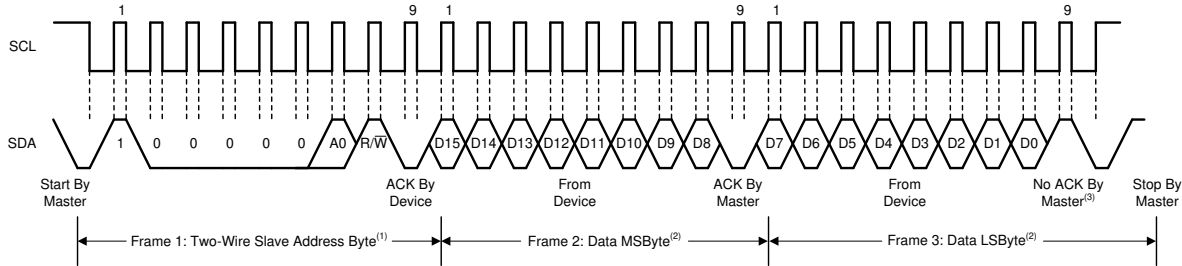 1 9 1 9 1 9
SCL
SDA
1 0 0 0 0 0 A0 R/W̅ D15 D14 D13 D12 D11 D10 D9 D8 D7 D6 D5 D4 D3 D2 D1 D0
Start By
Master
ACK By
Device
From
Device
ACK By
Master
From
Device
No ACK By
Master(3)
Stop By
Master
Frame 1: Two-Wire Slave Address Byte(1)
Frame 2: Data MSByte(2)
Frame 3: Data LSByte(2)